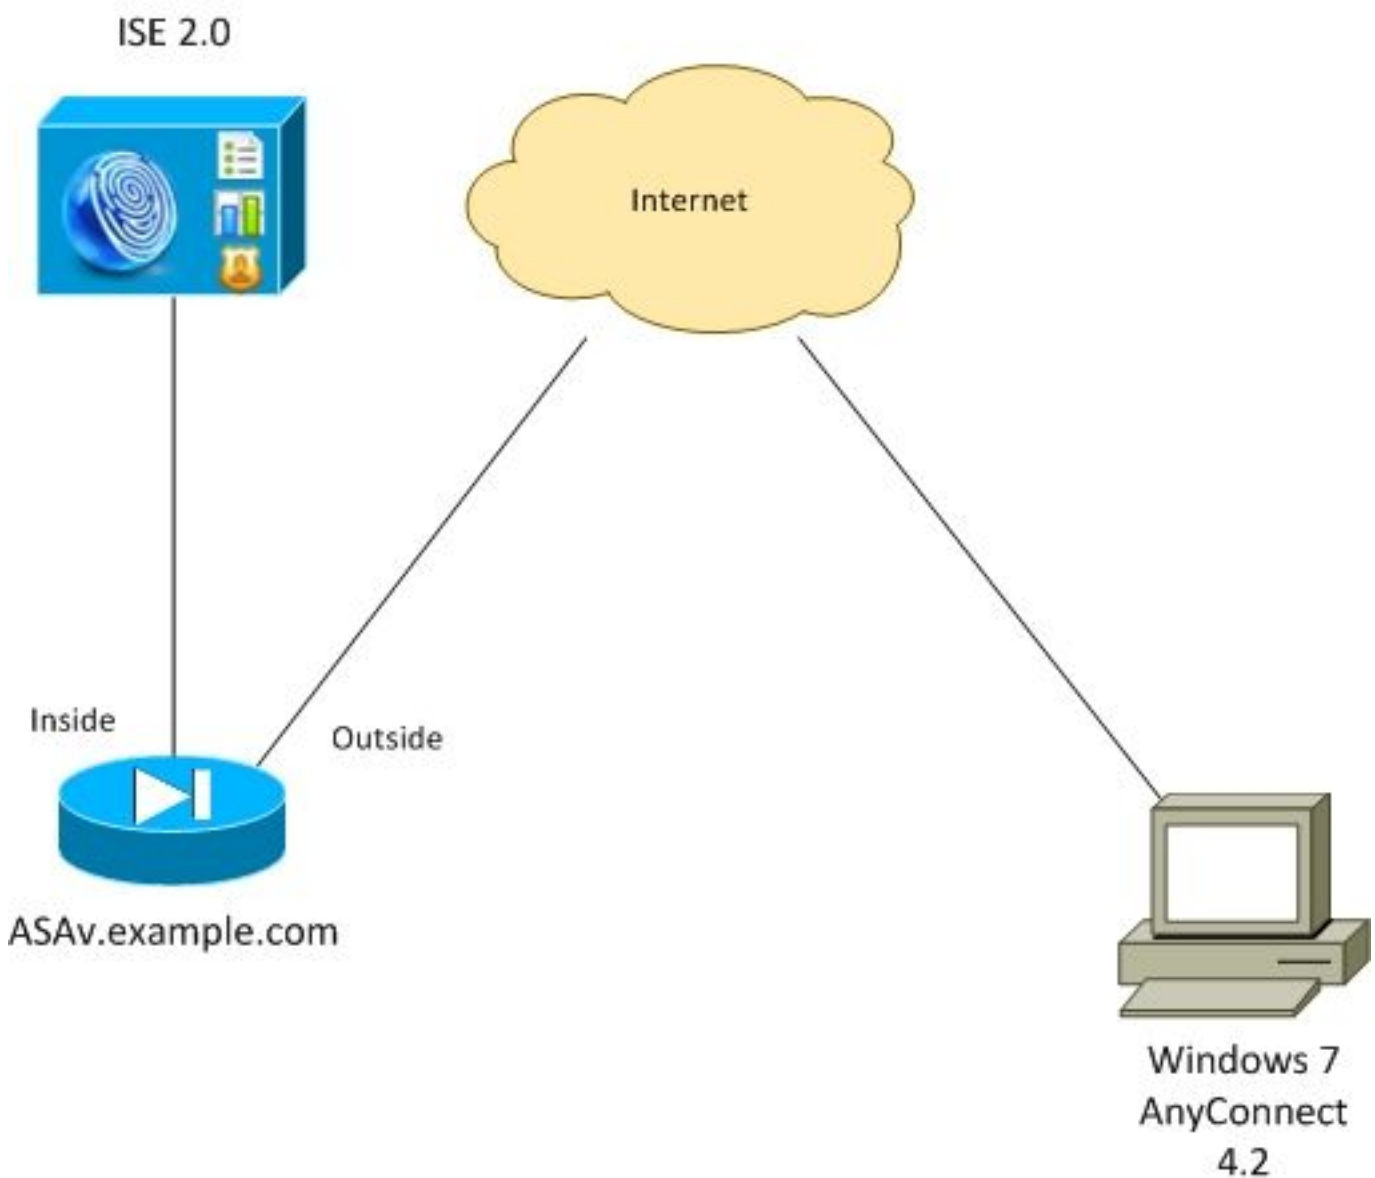 ISE 2.0
Internet
Inside
Outside
ASAv.example.com
Windows 7
AnyConnect
4.2